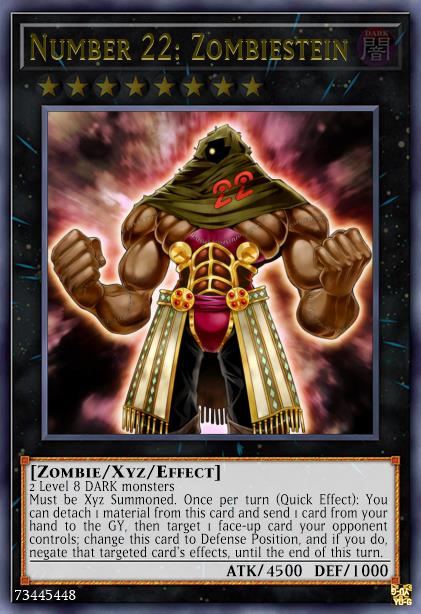 NUMBER 22: ZOMBIESTEIN
DARK
闇
22
[ZOMBIE/XYZ/EFFECT]
2 Level 8 DARK monsters
Must be Xyz Summoned. Once per turn (Quick Effect): You
can detach 1 material from this card and send 1 card from your
hand to the GY, then target 1 face-up card your opponent
controls; change this card to Defense Position, and if you do,
negate that targeted card's effects, until the end of this turn.
ATK/4500 DEF/1000
73445448